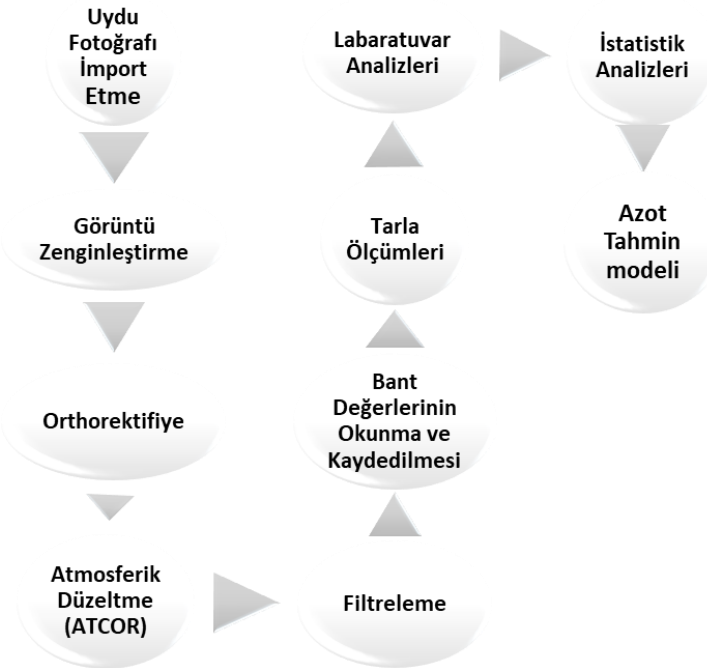 Uydu
Fotoğrafı
İmport
Etme
Görüntü
Zenginleştirme
Orthorektifiye
Atmosferik
Düzeltme
(ATCOR)
Filtreleme
Bant
Değerlerinin
Okunma ve
Kaydedilmesi
Tarla
Ölçümleri
Labaratuvar
Analizleri
İstatistik
Analizleri
Azot
Tahmin
modeli